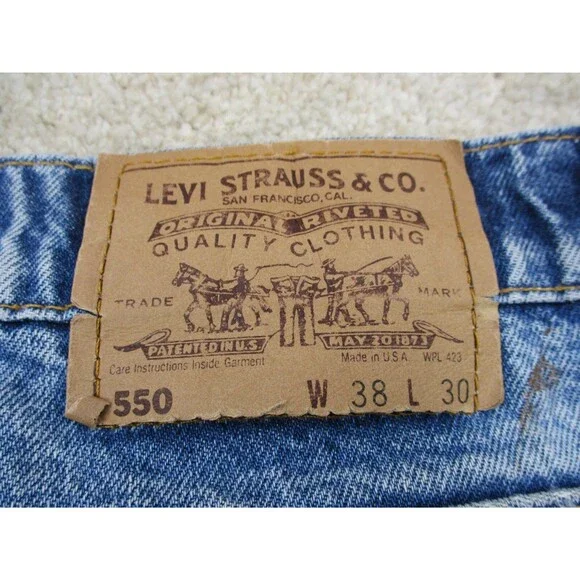 LEVI STRAUSS & CO.
SAN FRANCISCO, CAL.
ORIGINAL RIVETED
QUALITY CLOTHING
TRADE MARK
PATENTED IN U.S. MAY 20 1873
Care Instructions Inside Garment Made in U.S.A. WPL 423
550 W 38 L 30